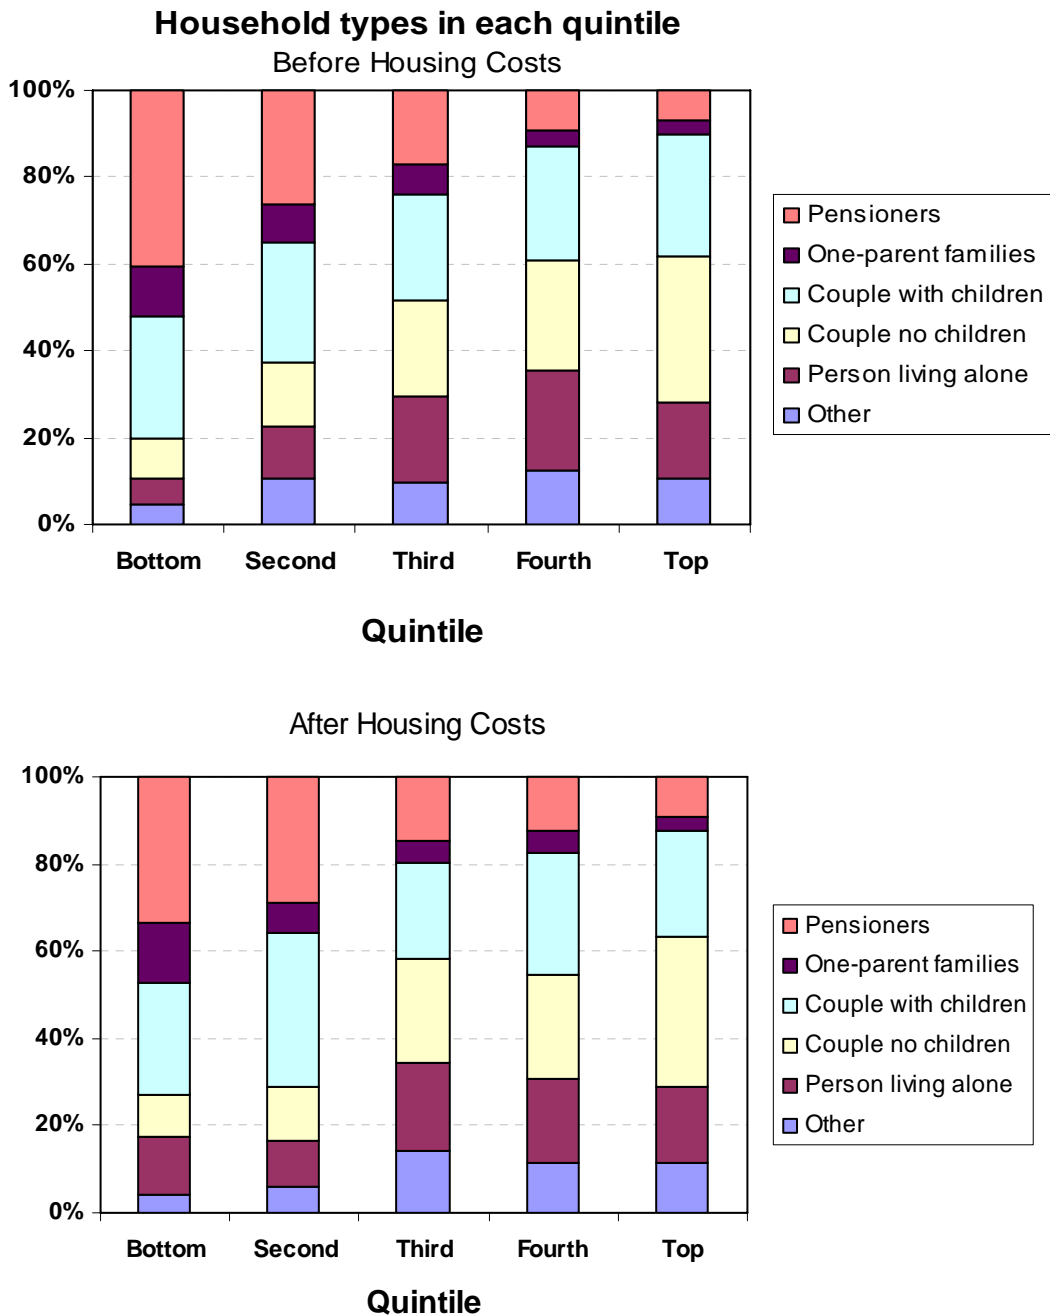 Household types in each quintile
Before Housing Costs
100%
80%
60%
40%
20%
0%
Bottom Second Third Fourth Top
Quintile
Pensioners
One-parent families
Couple with children
Couple no children
Person living alone
Other
After Housing Costs
100%
80%
60%
40%
20%
0%
Bottom Second Third Fourth Top
Quintile
Pensioners
One-parent families
Couple with children
Couple no children
Person living alone
Other